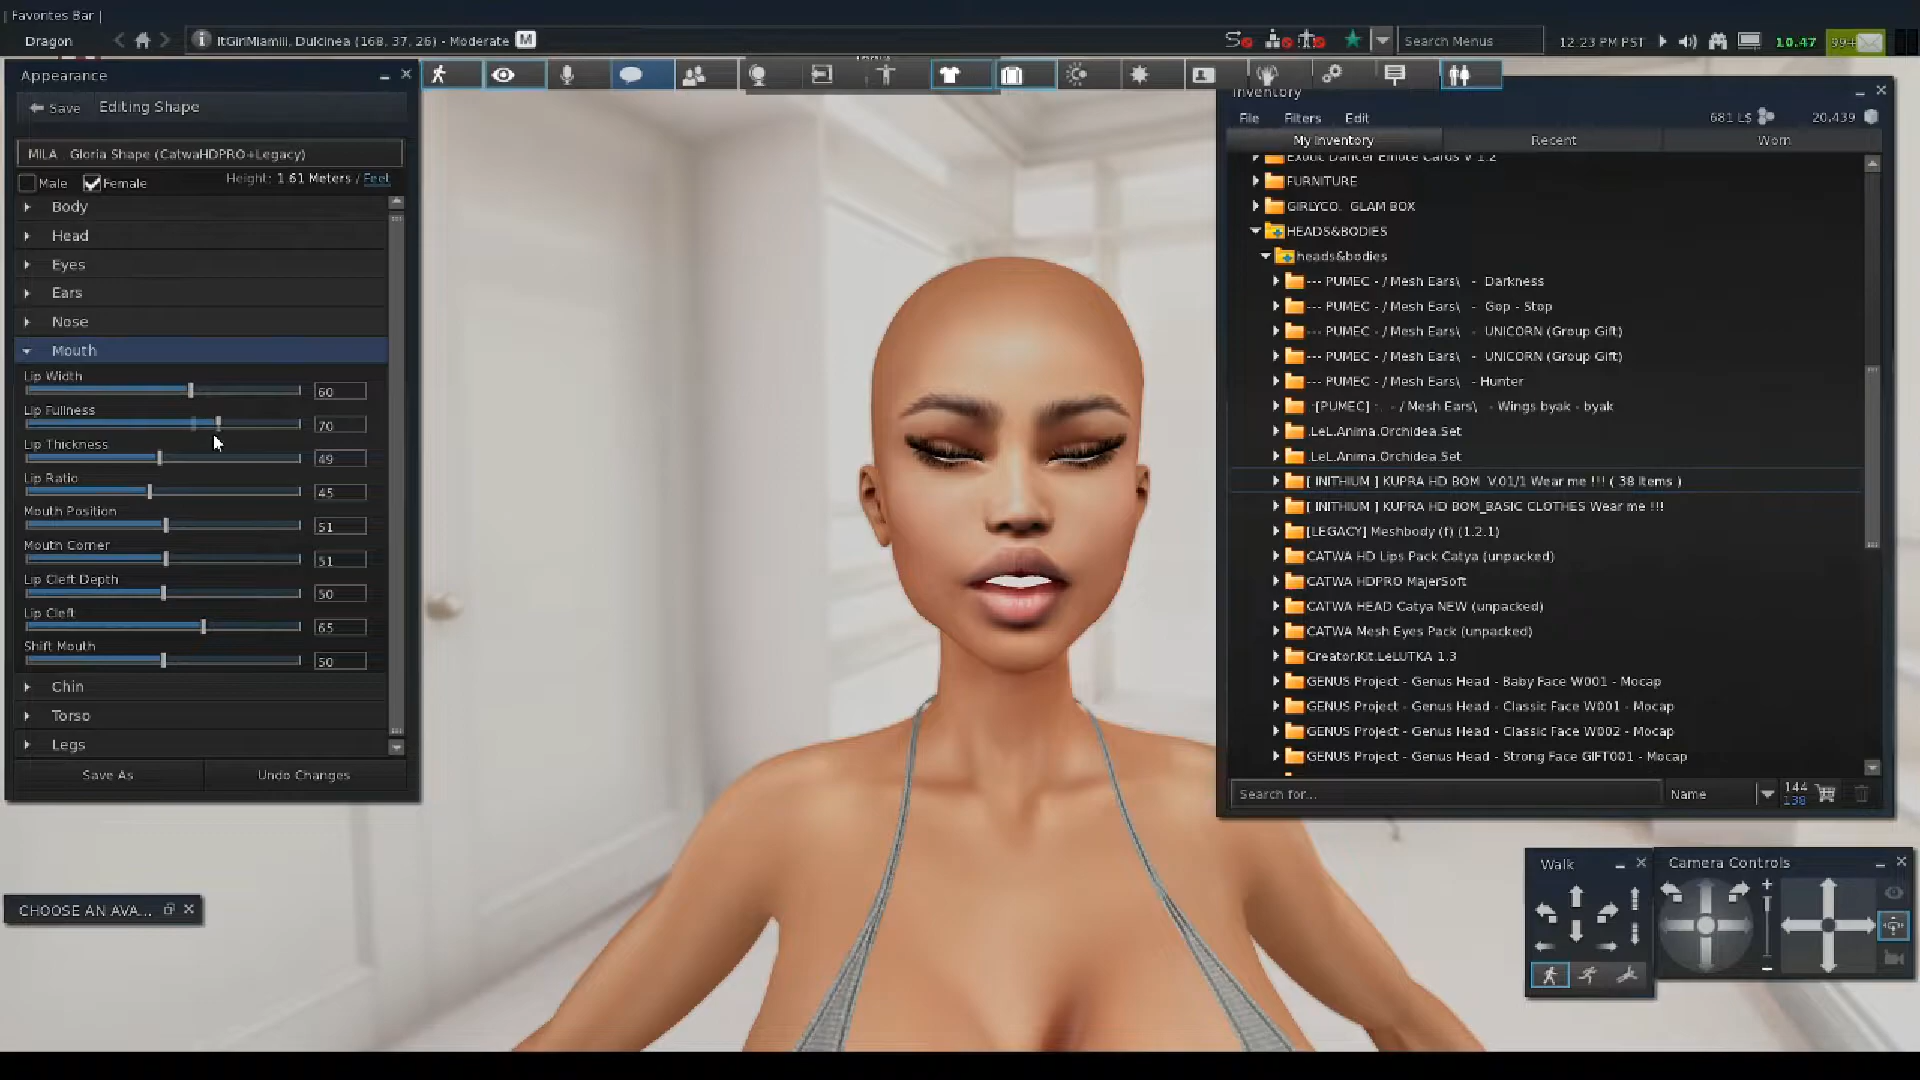 | Favorites Bar |
Dragon
ItGirlMiamiii, Dulcinea (168, 37, 26) - Moderate M
Search Menus
12:23 PM PST
10.47
99+
Appearance
Save Editing Shape
MILA Gloria Shape (CatwaHDPRO+Legacy)
Male Female Height: 1.61 Meters / Feet
Body
Head
Eyes
Ears
Nose
Mouth
Lip Width
60
Lip Fullness
70
Lip Thickness
49
Lip Ratio
45
Mouth Position
51
Mouth Corner
51
Lip Cleft Depth
50
Lip Cleft
65
Shift Mouth
50
Chin
Torso
Legs
Save As Undo Changes
CHOOSE AN AVA...
Inventory
File Filters Edit 681 L$ 20,439
My Inventory Recent Worn
Exotic Dancer Emote Cards V 1.2
FURNITURE
GIRLYCO. GLAM BOX
HEADS&BODIES
heads&bodies
--- PUMEC - / Mesh Ears\ - Darkness
--- PUMEC - / Mesh Ears\ - Gop - Stop
--- PUMEC - / Mesh Ears\ - UNICORN (Group Gift)
--- PUMEC - / Mesh Ears\ - UNICORN (Group Gift)
--- PUMEC - / Mesh Ears\ - Hunter
.:[PUMEC] :. - / Mesh Ears\ - Wings byak - byak
.LeL.Anima.Orchidea.Set
.LeL.Anima.Orchidea.Set
[ INITHIUM ] KUPRA HD BOM V.01/1 Wear me !!! ( 38 Items )
[ INITHIUM ] KUPRA HD BOM_BASIC CLOTHES Wear me !!!
[LEGACY] Meshbody (f) (1.2.1)
CATWA HD Lips Pack Catya (unpacked)
CATWA HDPRO MajerSoft
CATWA HEAD Catya NEW (unpacked)
CATWA Mesh Eyes Pack (unpacked)
Creator.Kit.LeLUTKA 1.3
GENUS Project - Genus Head - Baby Face W001 - Mocap
GENUS Project - Genus Head - Classic Face W001 - Mocap
GENUS Project - Genus Head - Classic Face W002 - Mocap
GENUS Project - Genus Head - Strong Face GIFT001 - Mocap
Search for... Name 144
138
Walk
Camera Controls